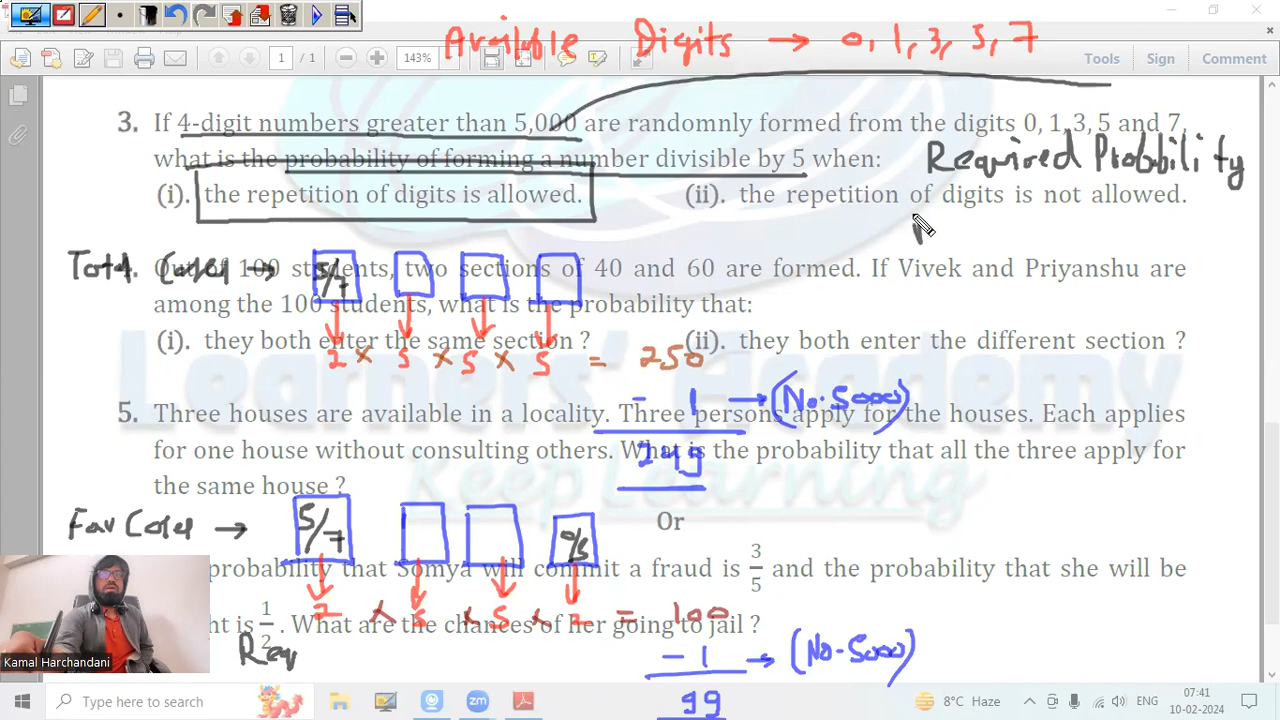 Available Digits → 0, 1, 3, 5, 7
1 / 1
143%
Tools
Sign
Comment
3. If 4-digit numbers greater than 5,000 are randomnly formed from the digits 0, 1, 3, 5 and 7,
what is the probability of forming a number divisible by 5 when:
Required Probability
(i). the repetition of digits is allowed. (ii). the repetition of digits is not allowed.
Total Cases → 5/7
Out of 100 students, two sections of 40 and 60 are formed. If Vivek and Priyanshu are
among the 100 students, what is the probability that:
(i). they both enter the same section ? (ii). they both enter the different section ?
2 × 5 × 5 × 5 = 250
- 1 → (No. 5000)
5. Three houses are available in a locality. Three persons apply for the houses. Each applies
for one house without consulting others. What is the probability that all the three apply for
249
the same house ?
Fav Cases → 5/7 0/5
Or
probability that Somya will commit a fraud is 3/5 and the probability that she will be
2 × 5 × 5 × 2 = 100
ht is 1/2. What are the chances of her going to jail ?
Req
- 1 → (No. 5000)
99
Kamal Harchandani
Type here to search
8°C Haze
ENG
07:41
10-02-2024